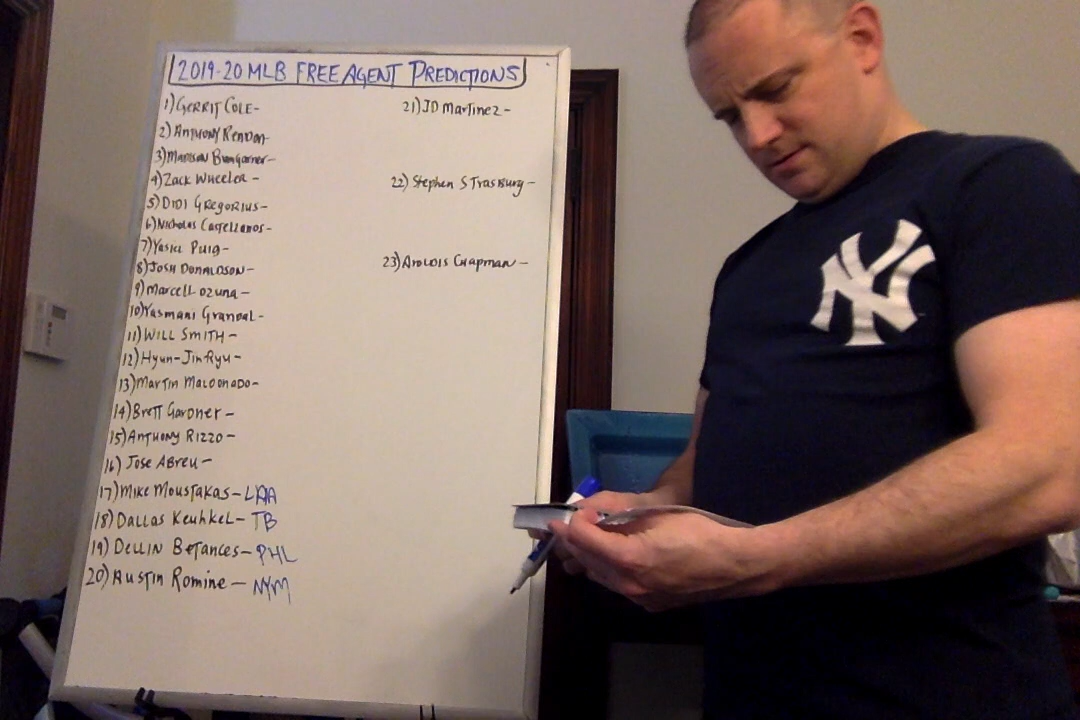 2019-20 MLB FREE AGENT PREDICTIONS
1) GERRIT COLE-
2) ANTHONY RENDON-
3) Madison Bumgarner-
4) Zack Wheeler -
5) DIDI GREGORIUS-
6) Nicholas Castellanos-
7) Yasiel Puig-
8) JOSH DONALDSON-
9) Marcell Ozuna-
10) Yasmani Grandal-
11) WILL SMITH-
12) Hyun-Jin Ryu-
13) MARTIN MALDONADO-
14) BRETT GARDNER-
15) ANTHONY RIZZO-
16) JOSE ABREU-
17) MIKE MOUSTAKAS-LAA
18) DALLAS KEUHKEL-TB
19) DELLIN BETANCES-PHL
20) AUSTIN ROMINE-NYM
21) JD MARTINEZ-
22) Stephen STrasburg-
23) AROLDIS CHAPMAN-
NY